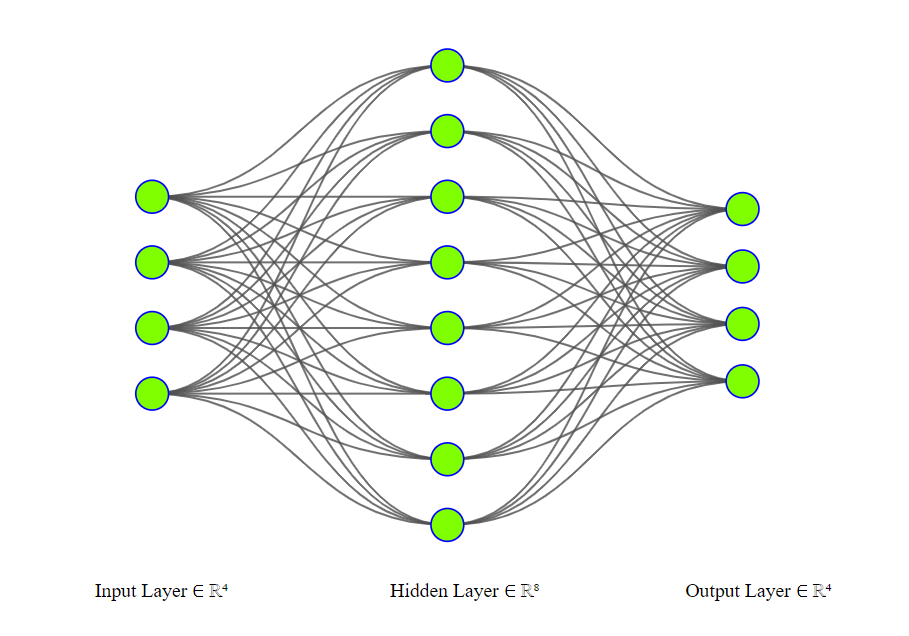 Input Layer ∈ ℝ⁴
Hidden Layer ∈ ℝ⁸
Output Layer ∈ ℝ⁴